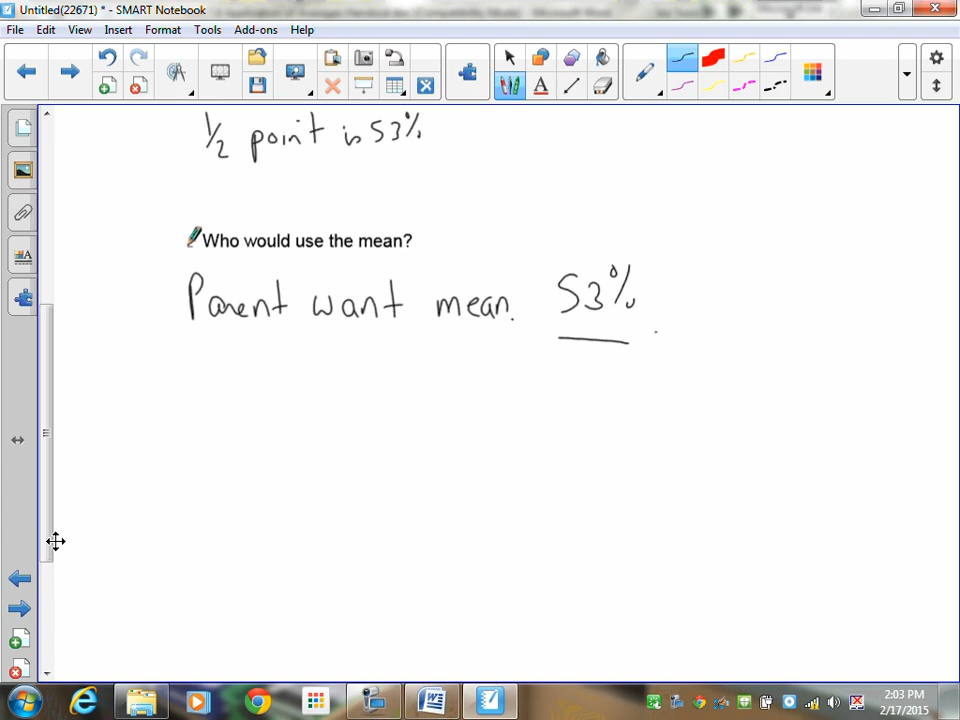 Untitled(22671) * - SMART Notebook
File Edit View Insert Format Tools Add-ons Help
1/2 point is 53%
Who would use the mean?
Parent want mean. 53%
2:03 PM
2/17/2015